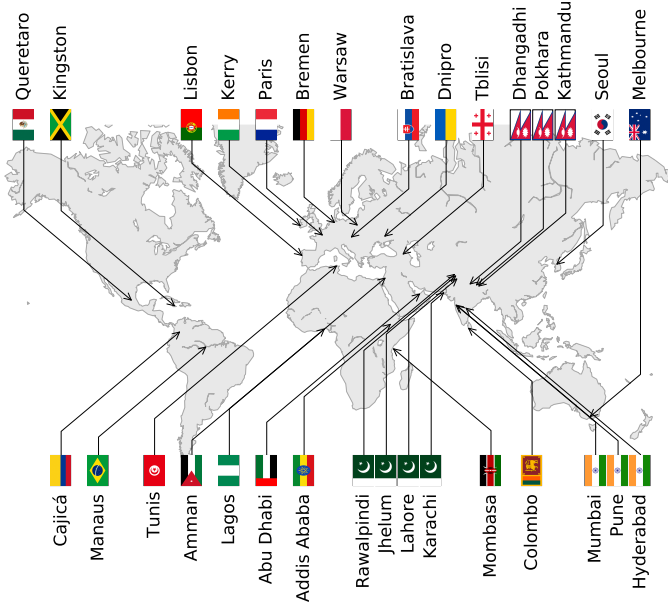 Queretaro
Kingston
Lisbon
Kerry
Paris
Bremen
Warsaw
Bratislava
Dnipro
Tblisi
Dhangadhi
Pokhara
Kathmandu
Seoul
Melbourne
Cajicá
Manaus
Tunis
Amman
Lagos
Abu Dhabi
Addis Ababa
Rawalpindi
Jhelum
Lahore
Karachi
Mombasa
Colombo
Mumbai
Pune
Hyderabad